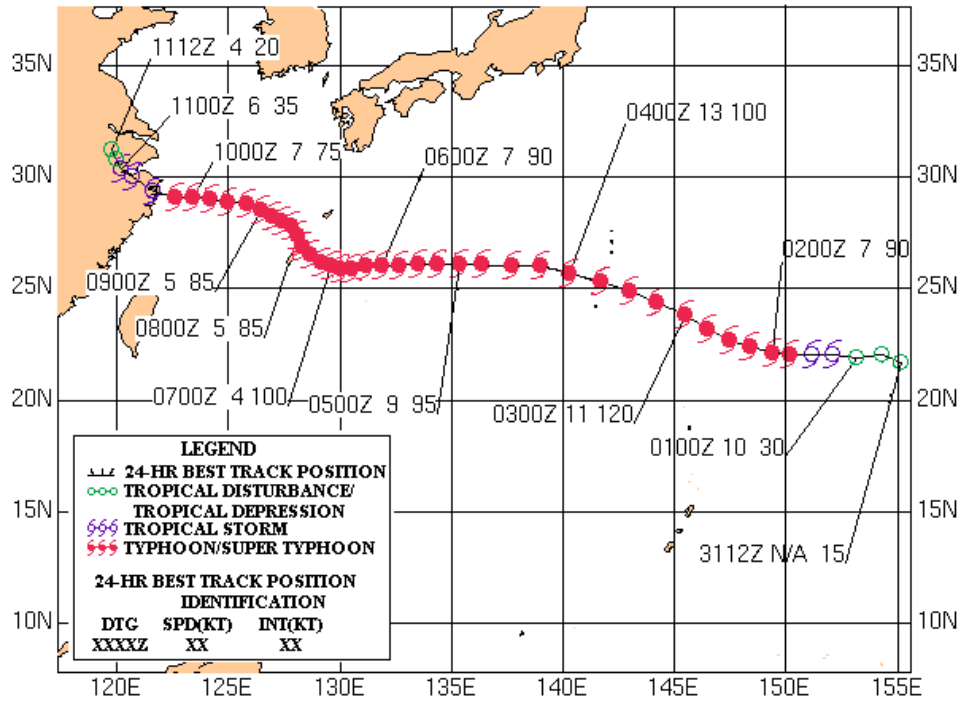 1112Z 4 20
35N 35N
1100Z 6 35
0400Z 13 100
1000Z 7 75
0600Z 7 90
30N 30N
0200Z 7 90
0900Z 5 85
25N 25N
0800Z 5 85
0700Z 4 100
0500Z 9 95
0300Z 11 120
20N 20N
0100Z 10 30
LEGEND
24-HR BEST TRACK POSITION
TROPICAL DISTURBANCE/
TROPICAL DEPRESSION
TROPICAL STORM
TYPHOON/SUPER TYPHOON
24-HR BEST TRACK POSITION
IDENTIFICATION
DTG SPD(KT) INT(KT)
XXXXZ XX XX
15N 15N
3112Z N/A 15
10N 10N
120E 125E 130E 135E 140E 145E 150E 155E